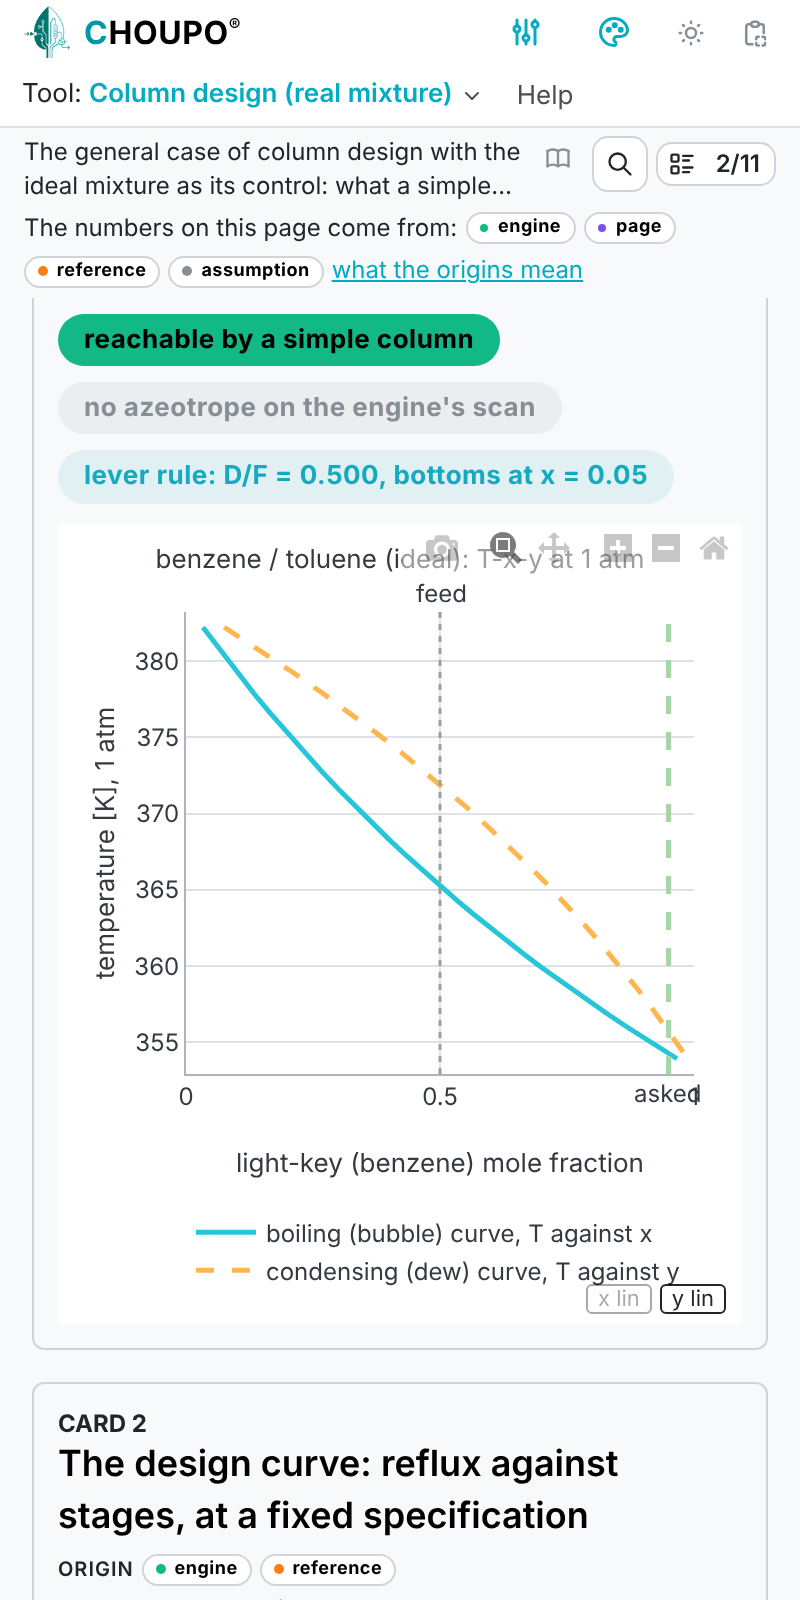 CHOUPO®
Tool: Column design (real mixture)
Help
The general case of column design with the
ideal mixture as its control: what a simple...
2/11
The numbers on this page come from: engine page
reference assumption what the origins mean
reachable by a simple column
no azeotrope on the engine's scan
lever rule: D/F = 0.500, bottoms at x = 0.05
benzene / toluene (ideal): T-x-y at 1 atm
feed
380
375
370
365
360
355
temperature [K], 1 atm
0
0.5
asked
1
light-key (benzene) mole fraction
boiling (bubble) curve, T against x
condensing (dew) curve, T against y
x lin
y lin
CARD 2
The design curve: reflux against
stages, at a fixed specification
ORIGIN engine reference